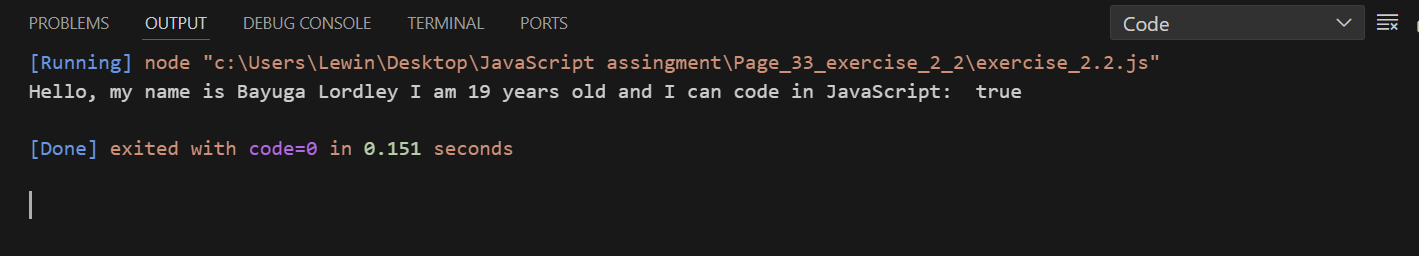 PROBLEMS OUTPUT DEBUG CONSOLE TERMINAL PORTS Code
[Running] node "c:\Users\Lewin\Desktop\JavaScript assingment\Page_33_exercise_2_2\exercise_2.2.js"
Hello, my name is Bayuga Lordley I am 19 years old and I can code in JavaScript:  true
[Done] exited with code=0 in 0.151 seconds